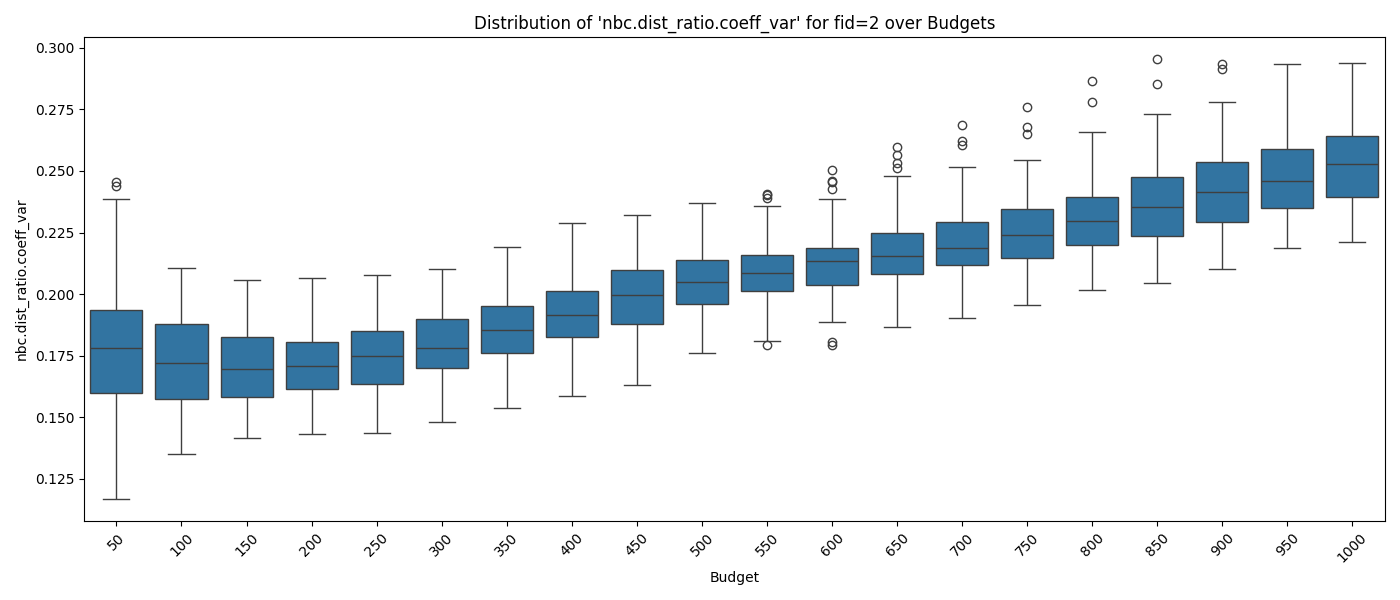 Distribution of 'nbc.dist_ratio.coeff_var' for fid=2 over Budgets
nbc.dist_ratio.coeff_var
0.300
0.275
0.250
0.225
0.200
0.175
0.150
0.125
50 100 150 200 250 300 350 400 450 500 550 600 650 700 750 800 850 900 950 1000
Budget